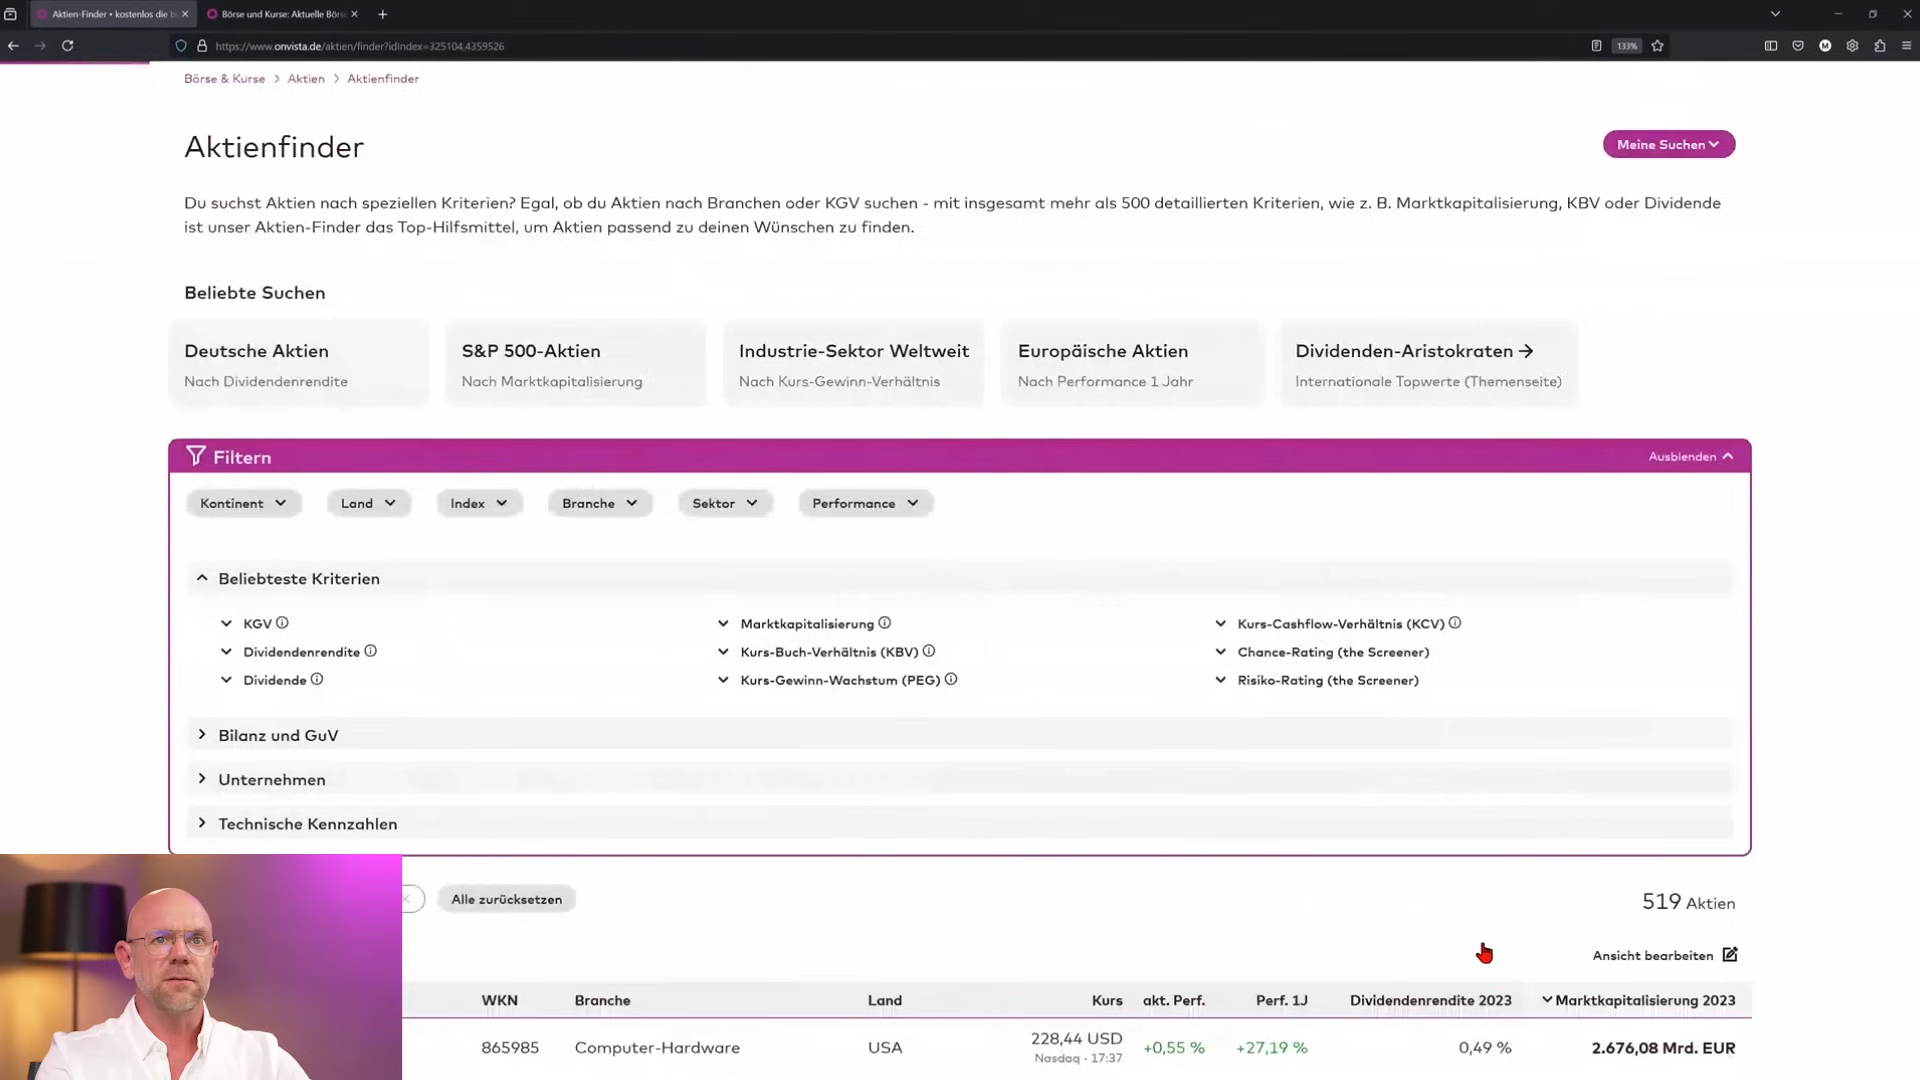 Aktien-Finder • kostenlos die b
Börse und Kurse: Aktuelle Börse
https://www.onvista.de/aktien/finder?idIndex=325104,4359526
133%
Börse & Kurse > Aktien > Aktienfinder
Aktienfinder
Meine Suchen
Du suchst Aktien nach speziellen Kriterien? Egal, ob du Aktien nach Branchen oder KGV suchen - mit insgesamt mehr als 500 detaillierten Kriterien, wie z. B. Marktkapitalisierung, KBV oder Dividende
ist unser Aktien-Finder das Top-Hilfsmittel, um Aktien passend zu deinen Wünschen zu finden.
Beliebte Suchen
Deutsche Aktien
Nach Dividendenrendite
S&P 500-Aktien
Nach Marktkapitalisierung
Industrie-Sektor Weltweit
Nach Kurs-Gewinn-Verhältnis
Europäische Aktien
Nach Performance 1 Jahr
Dividenden-Aristokraten →
Internationale Topwerte (Themenseite)
Filtern
Ausblenden
Kontinent Land Index Branche Sektor Performance
Beliebteste Kriterien
KGV Marktkapitalisierung Kurs-Cashflow-Verhältnis (KCV)
Dividendenrendite Kurs-Buch-Verhältnis (KBV) Chance-Rating (the Screener)
Dividende Kurs-Gewinn-Wachstum (PEG) Risiko-Rating (the Screener)
Bilanz und GuV
Unternehmen
Technische Kennzahlen
Alle zurücksetzen
519 Aktien
Ansicht bearbeiten
WKN Branche Land Kurs akt. Perf. Perf. 1J Dividendenrendite 2023 Marktkapitalisierung 2023
865985 Computer-Hardware USA 228,44 USD +0,55 % +27,19 % 0,49 % 2.676,08 Mrd. EUR
Nasdaq - 17:37